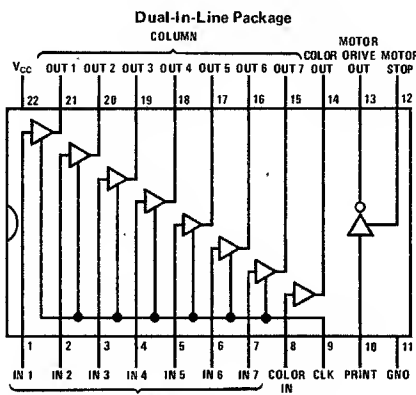 Dual-In-Line Package
COLUMN
MOTOR
COLOR DRIVE MOTOR
VCC OUT 1 OUT 2 OUT 3 OUT 4 OUT 5 OUT 6 OUT 7 OUT OUT STOP
22 21 20 19 18 17 16 15 14 13 12
1 2 3 4 5 6 7 8 9 10 11
IN 1 IN 2 IN 3 IN 4 IN 5 IN 6 IN 7 COLOR CLK PRINT GND
IN